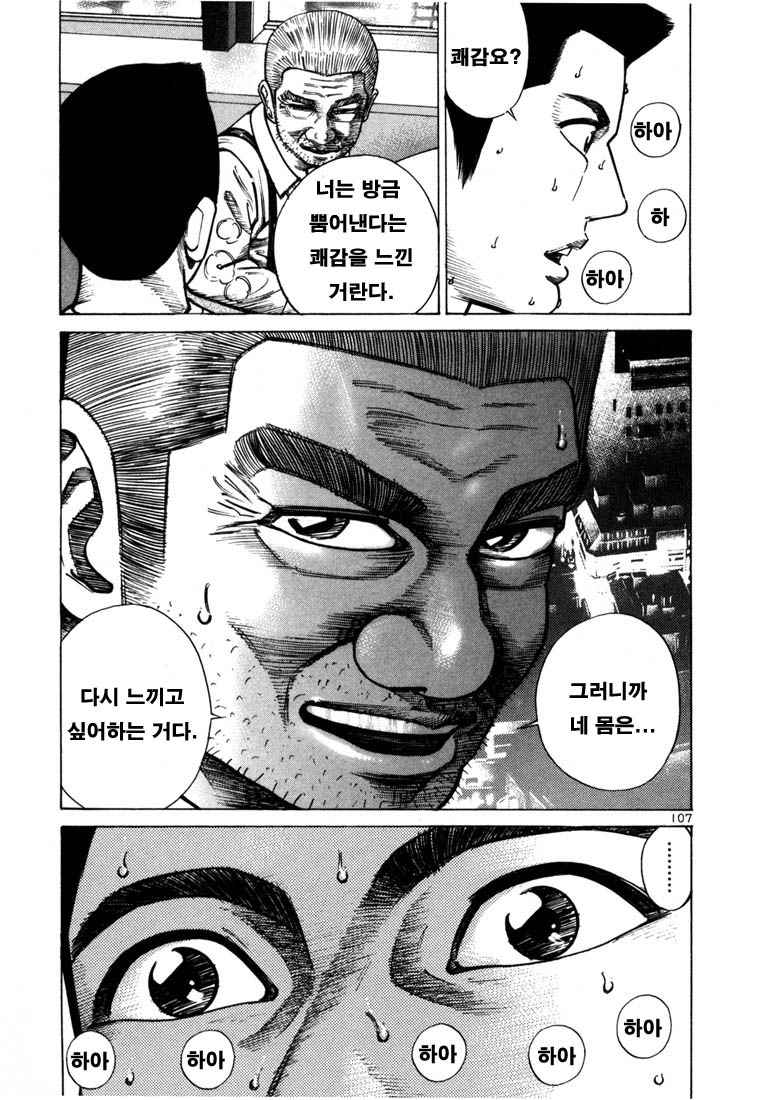 쾌감요?
하아
하
하아
너는 방금
뿜어낸다는
쾌감을 느낀
거란다.
그러니까
네 몸은...
다시 느끼고
싶어하는 거다.
107
.........
하아
하아
하아
하아
하아